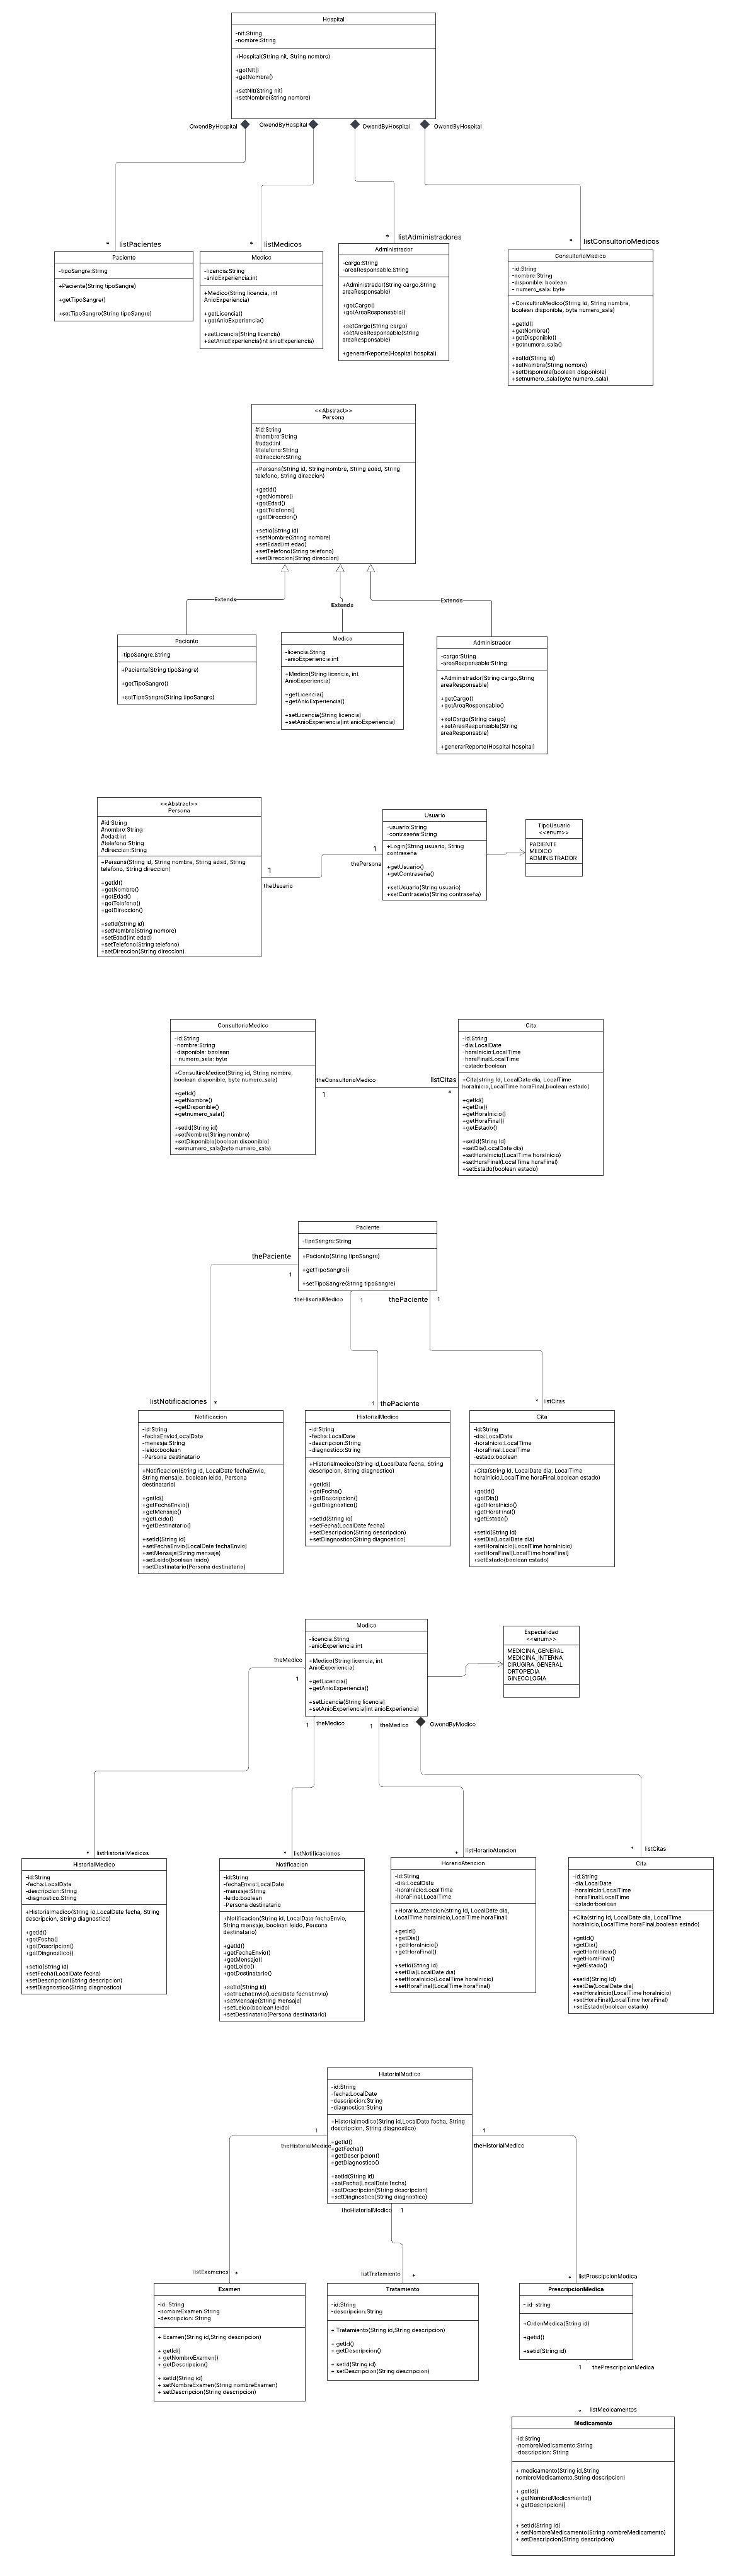 Hospital
-nit:String
-nombre:String
+Hospital(String nit, String nombre)
+getNit()
+getNombre()
+setNit(String nit)
+setNombre(String nombre)
OwendByHospital
OwendByHospital
OwendByHospital
OwendByHospital
* listPacientes
* listMedicos
* listAdministradores
* listConsultorioMedicos
Paciente
-tipoSangre:String
+Paciente(String tipoSangre)
+getTipoSangre()
+setTipoSangre(String tipoSangre)
Medico
-licencia:String
-anioExperiencia:int
+Medico(String licencia, int
AnioExperiencia)
+getLicencia()
+getAnioExperiencia()
+setLicencia(String licencia)
+setAnioExperiencia(int anioExperiencia)
Administrador
-cargo:String
-areaResponsable:String
+Administrador(String cargo,String
areaResponsable)
+getCargo()
+getAreaResponsable()
+setCargo(String cargo)
+setAreaResponsable(String
areaResponsable)
+generarReporte(Hospital hospital)
ConsultarioMedico
-id:String
-nombre:String
-disponible: boolean
- numero_sala: byte
+ConsultroMedico(String id, String nombre,
boolean disponible, byte numero_sala)
+getId()
+getNombre()
+getDisponible()
+getnumero_sala()
+setId(String id)
+setNombre(String nombre)
+setDisponible(boolean disponible)
+setnumero_sala(byte numero_sala)
<<Abstract>>
Persona
#id:String
#nombre:String
#edad:int
#telefono:String
#direccion:String
+Persona(String id, String nombre, String edad, String
telefono, String direccion)
+getId()
+getNombre()
+getEdad()
+getTelefono()
+getDireccion()
+setId(String id)
+setNombre(String nombre)
+setEdad(int edad)
+setTelefono(String telefono)
+setDireccion(String direccion)
Extends
Extends
Extends
Paciente
-tipoSangre:String
+Paciente(String tipoSangre)
+getTipoSangre()
+setTipoSangre(String tipoSangre)
Medico
-licencia:String
-anioExperiencia:int
+Medico(String licencia, int
AnioExperiencia)
+getLicencia()
+getAnioExperiencia()
+setLicencia(String licencia)
+setAnioExperiencia(int anioExperiencia)
Administrador
-cargo:String
-areaResponsable:String
+Administrador(String cargo,String
areaResponsable)
+getCargo()
+getAreaResponsable()
+setCargo(String cargo)
+setAreaResponsable(String
areaResponsable)
+generarReporte(Hospital hospital)
<<Abstract>>
Persona
#id:String
#nombre:String
#edad:int
#telefono:String
#direccion:String
+Persona(String id, String nombre, String edad, String
telefono, String direccion)
+getId()
+getNombre()
+getEdad()
+getTelefono()
+getDireccion()
+setId(String id)
+setNombre(String nombre)
+setEdad(int edad)
+setTelefono(String telefono)
+setDireccion(String direccion)
1
theUsuario
1
thePersona
Usuario
-usuario:String
-contraseña:String
+Login(String usuario, String
contraseña
+getUsuario()
+getContraseña()
+setUsuario(String usuario)
+setContraseña(String contraseña)
TipoUsuario
<<enum>>
PACIENTE
MEDICO
ADMINISTRADOR
ConsultorioMedico
-id:String
-nombre:String
-disponible: boolean
- numero_sala: byte
+ConsultroMedico(String id, String nombre,
boolean disponible, byte numero_sala)
+getId()
+getNombre()
+getDisponible()
+getnumero_sala()
+setId(String id)
+setNombre(String nombre)
+setDisponible(boolean disponible)
+setnumero_sala(byte numero_sala)
theConsultorioMedico
1
listCitas
*
Cita
-id:String
-dia:LocalDate
-horaInicio:LocalTime
-horaFinal:LocalTime
-estado:boolean
+Cita(string Id, LocalDate dia, LocalTime
horaInicio,LocalTime horaFinal,boolean estado)
+getId()
+getDia()
+getHoraInicio()
+getHoraFinal()
+getEstado()
+setId(String Id)
+setDia(LocalDate dia)
+setHoraInicio(LocalTime horaInicio)
+setHoraFinal(LocalTime horaFinal)
+setEstado(boolean estado)
Paciente
-tipoSangre:String
+Paciente(String tipoSangre)
+getTipoSangre()
+setTipoSangre(String tipoSangre)
thePaciente
1
theHisorialMedico 1
thePaciente 1
listNotificaciones *
1 thePaciente
* listCitas
Notificacion
-id:String
-fechaEnvio:LocalDate
-mensaje:String
-leido:boolean
-Persona destinatario
+Notificacion(String id, LocalDate fechaEnvio,
String mensaje, boolean leido, Persona
destinatario)
+getId()
+getFechaEnvio()
+getMensaje()
+getLeido()
+getDestinatario()
+setId(String id)
+setFechaEnvio(LocalDate fechaEnvio)
+setMensaje(String mensaje)
+setLeido(boolean leido)
+setDestinatario(Persona destinatario)
HistorialMedico
-id:String
-fecha:LocalDate
-descripcion:String
-diagnostico:String
+Historialmedico(String id,LocalDate fecha, String
descripcion, String diagnostico)
+getId()
+getFecha()
+getDescripcion()
+getDiagnostico()
+setId(String id)
+setFecha(LocalDate fecha)
+setDescripcion(String descripcion)
+setDiagnostico(String diagnostico)
Cita
-id:String
-dia:LocalDate
-horaInicio:LocalTime
-horaFinal:LocalTime
-estado:boolean
+Cita(string Id, LocalDate dia, LocalTime
horaInicio,LocalTime horaFinal,boolean estado)
+getId()
+getDia()
+getHoraInicio()
+getHoraFinal()
+getEstado()
+setId(String Id)
+setDia(LocalDate dia)
+setHoraInicio(LocalTime horaInicio)
+setHoraFinal(LocalTime horaFinal)
+setEstado(boolean estado)
Medico
-licencia:String
-anioExperiencia:int
+Medico(String licencia, int
AnioExperiencia)
+getLicencia()
+getAnioExperiencia()
+setLicencia(String licencia)
+setAnioExperiencia(int anioExperiencia)
Especialidad
<<enum>>
MEDICINA_GENERAL
MEDICINA_INTERNA
CIRUGIRA_GENERAL
ORTOPEDIA
GINECOLOGIA
theMedico
1
1 theMedico
1 theMedico
OwendByMedico
* listHistorialMedicos
* listNotificaciones
* listHorarioAtencion
* listCitas
HistorialMedico
-id:String
-fecha:LocalDate
-descripcion:String
-diagnostico:String
+Historialmedico(String id,LocalDate fecha, String
descripcion, String diagnostico)
+getId()
+getFecha()
+getDescripcion()
+getDiagnostico()
+setId(String id)
+setFecha(LocalDate fecha)
+setDescripcion(String descripcion)
+setDiagnostico(String diagnostico)
Notificacion
-id:String
-fechaEnvio:LocalDate
-mensaje:String
-leido:boolean
-Persona destinatario
+Notificacion(String id, LocalDate fechaEnvio,
String mensaje, boolean leido, Persona
destinatario)
+getId()
+getFechaEnvio()
+getMensaje()
+getLeido()
+getDestinatario()
+setId(String id)
+setFechaEnvio(LocalDate fechaEnvio)
+setMensaje(String mensaje)
+setLeido(boolean leido)
+setDestinatario(Persona destinatario)
HorarioAtencion
-id:String
-dia:LocalDate
-horaInicio:LocalTime
-horaFinal:LocalTime
+Horario_atencion(string Id, LocalDate dia,
LocalTime horaInicio,LocalTime horaFinal)
+getId()
+getDia()
+getHoraInicio()
+getHoraFinal()
+setId(String Id)
+setDia(LocalDate dia)
+setHoraInicio(LocalTime horaInicio)
+setHoraFinal(LocalTime horaFinal)
Cita
-id:String
-dia:LocalDate
-horaInicio:LocalTime
-horaFinal:LocalTime
-estado:boolean
+Cita(string Id, LocalDate dia, LocalTime
horaInicio,LocalTime horaFinal,boolean estado)
+getId()
+getDia()
+getHoraInicio()
+getHoraFinal()
+getEstado()
+setId(String Id)
+setDia(LocalDate dia)
+setHoraInicio(LocalTime horaInicio)
+setHoraFinal(LocalTime horaFinal)
+setEstado(boolean estado)
HistorialMedico
-id:String
-fecha:LocalDate
-descripcion:String
-diagnostico:String
+Historialmedico(String id,LocalDate fecha, String
descripcion, String diagnostico)
+getId()
+getFecha()
+getDescripcion()
+getDiagnostico()
+setId(String id)
+setFecha(LocalDate fecha)
+setDescripcion(String descripcion)
+setDiagnostico(String diagnostico)
1
theHistorialMedico
1
theHistorialMedico
theHistorialMedico 1
listExamenes *
listTratamiento *
* listPrescipcionMedica
Examen
-id: String
-nombreExamen:String
-descripcion: String
+ Examen(String id,String descripcion)
+ getId()
+ getNombreExamen()
+ getDescripcion()
+ setId(String id)
+ setNombreExamen(String nombreExamen)
+ setDescripcion(String descripcion)
Tratamiento
-id:String
-descripcion:String
+ Tratamiento(String id,String descripcion)
+ getId()
+ getDescripcion()
+ setId(String id)
+ setDescripcion(String descripcion)
PrescripcionMedica
- id: string
+OrdenMedica(String id)
+getid()
+setid(String id)
1 thePrescripcionMedica
* listMedicamentos
Medicamento
-id:String
-nombreMedicamento:String
-descripcion: String
+ medicamento(String id,String
nombreMedicamento,String descripcion)
+ getId()
+ getNombreMedicamento()
+ getDescripcion()
+ setId(String id)
+ setNombreMedicamento(String nombreMedicamento)
+ setDescripcion(String descripcion)